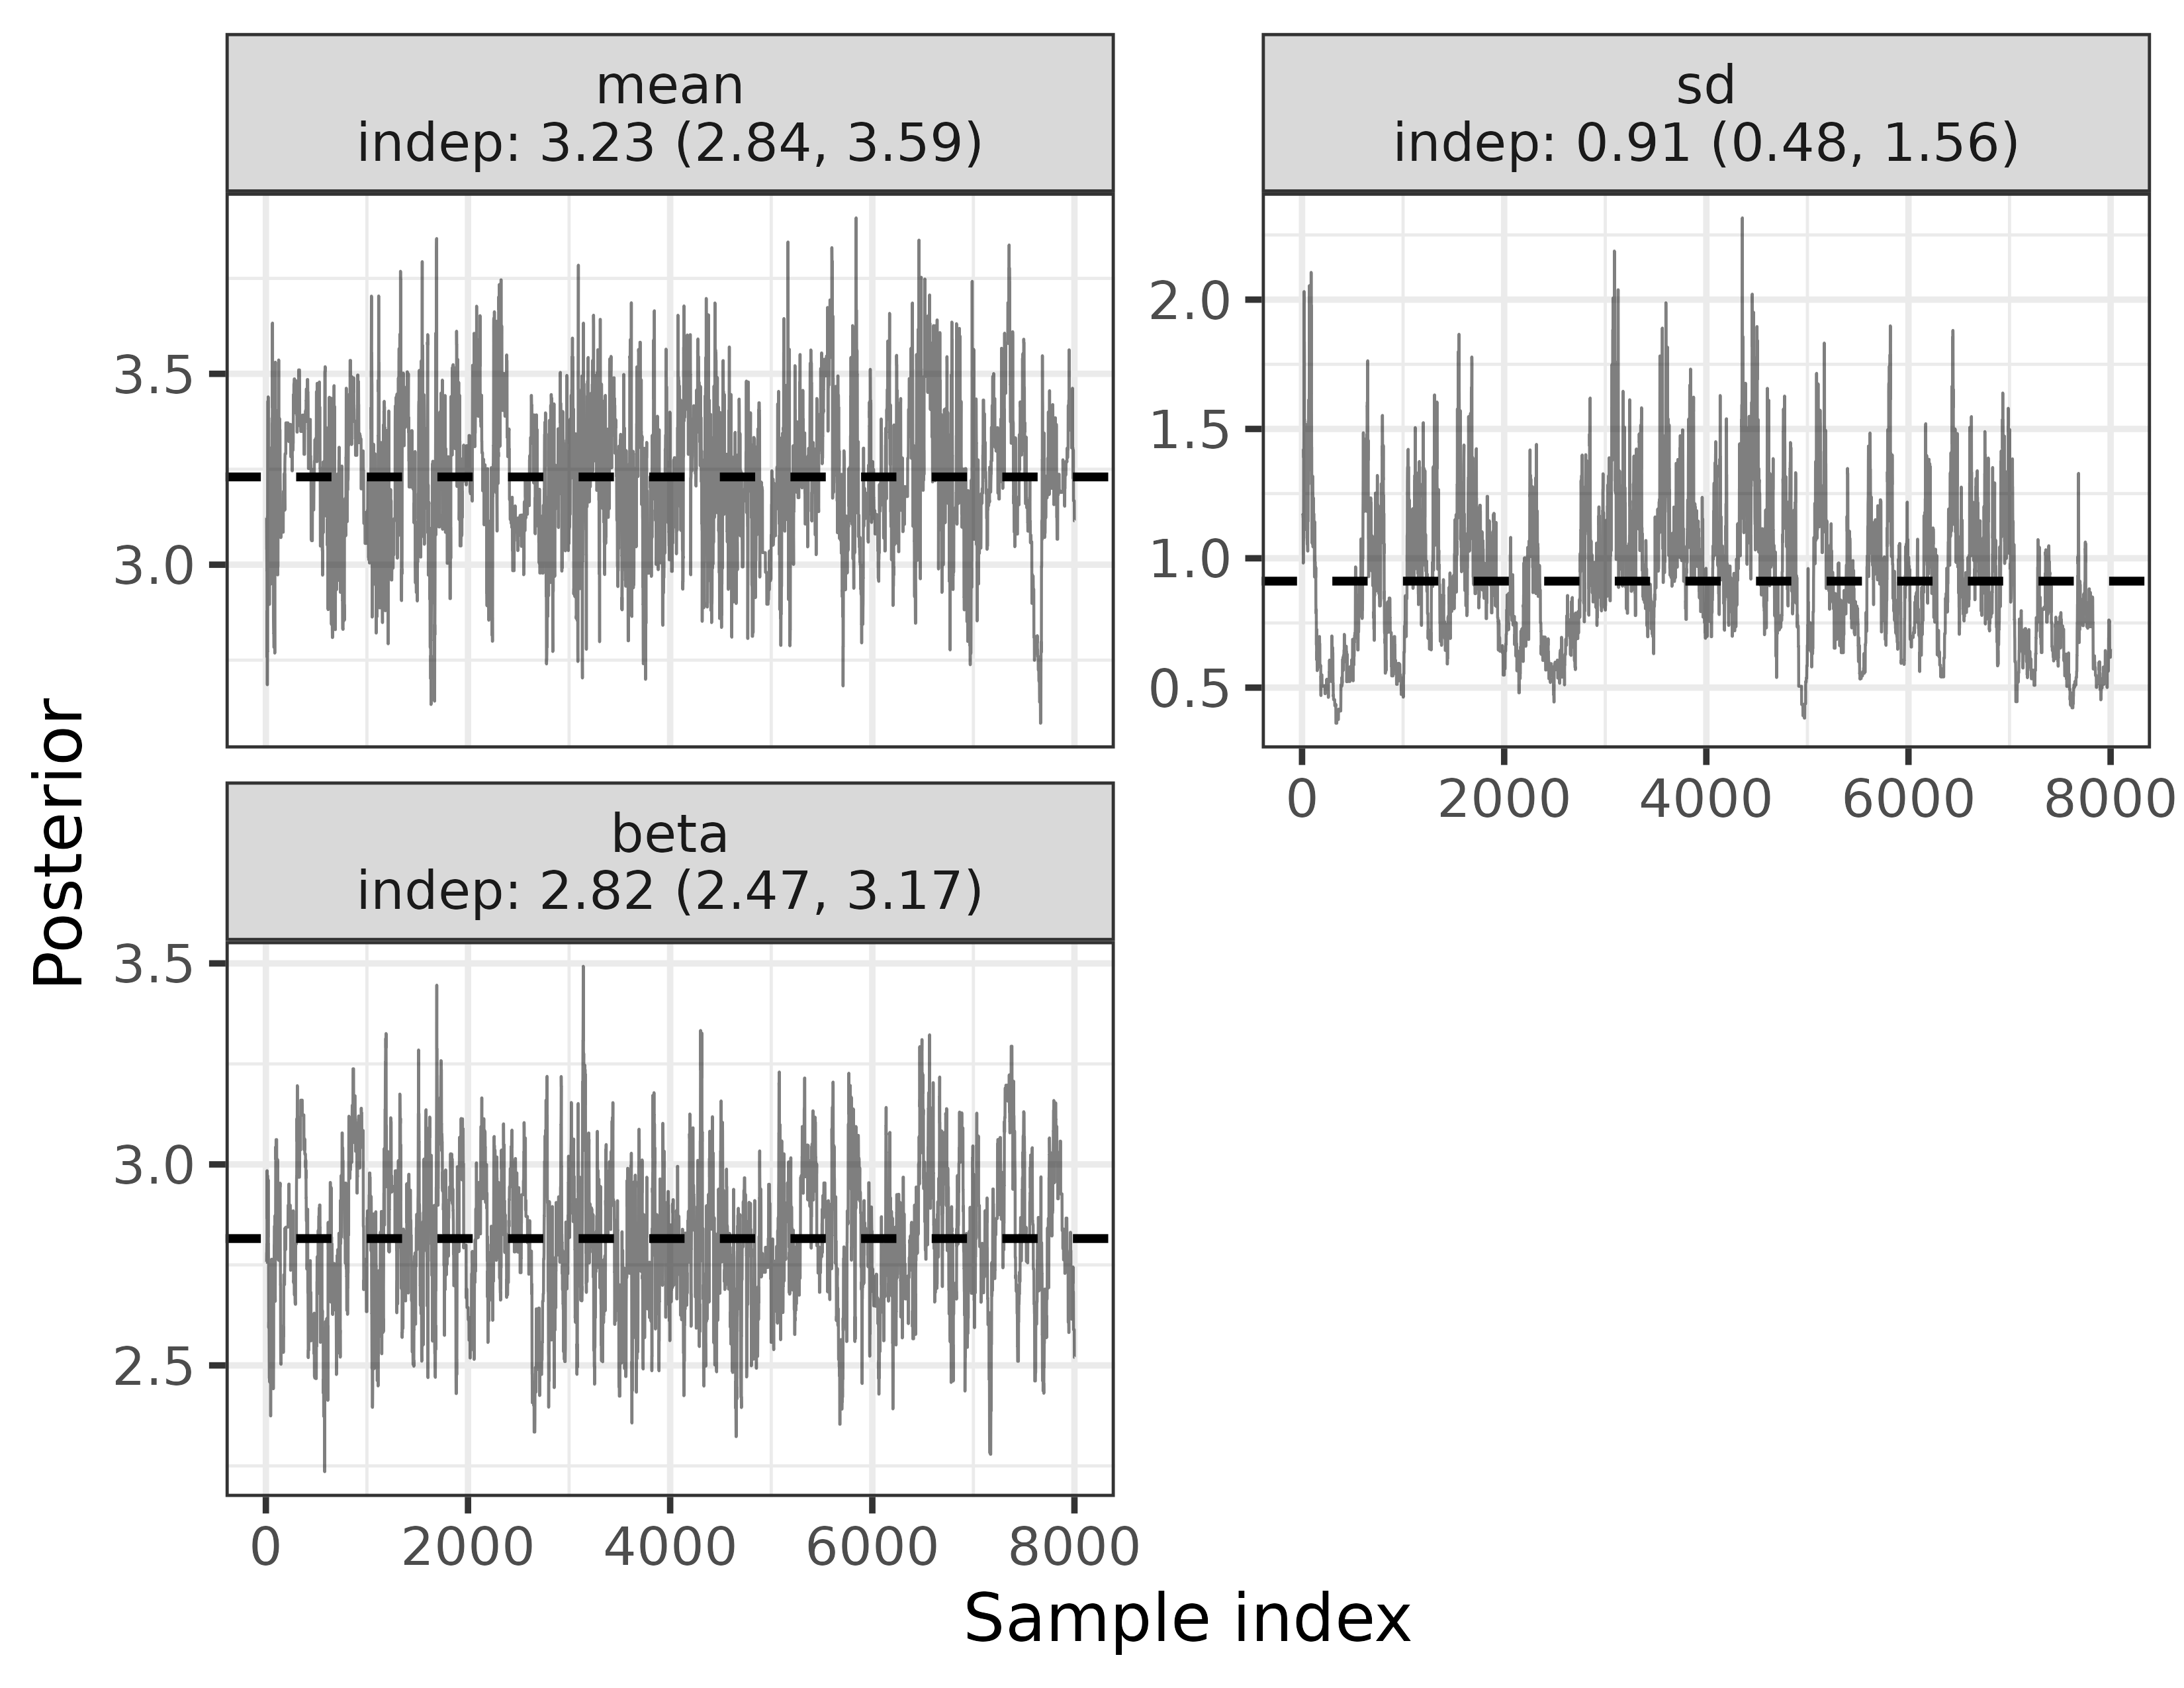 mean
indep: 3.23 (2.84, 3.59)
sd
indep: 0.91 (0.48, 1.56)
3.5
3.0
2.0
1.5
1.0
0.5
0 2000 4000 6000 8000
Posterior
beta
indep: 2.82 (2.47, 3.17)
3.5
3.0
2.5
0 2000 4000 6000 8000
Sample index